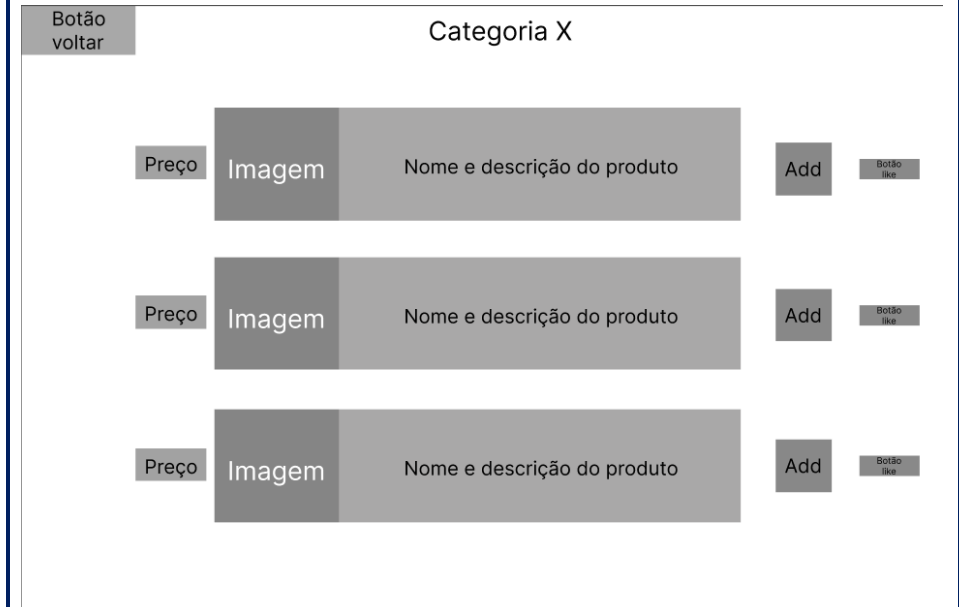 Botão
voltar
Categoria X
Preço
Imagem
Nome e descrição do produto
Add
Botão
like
Preço
Imagem
Nome e descrição do produto
Add
Botão
like
Preço
Imagem
Nome e descrição do produto
Add
Botão
like